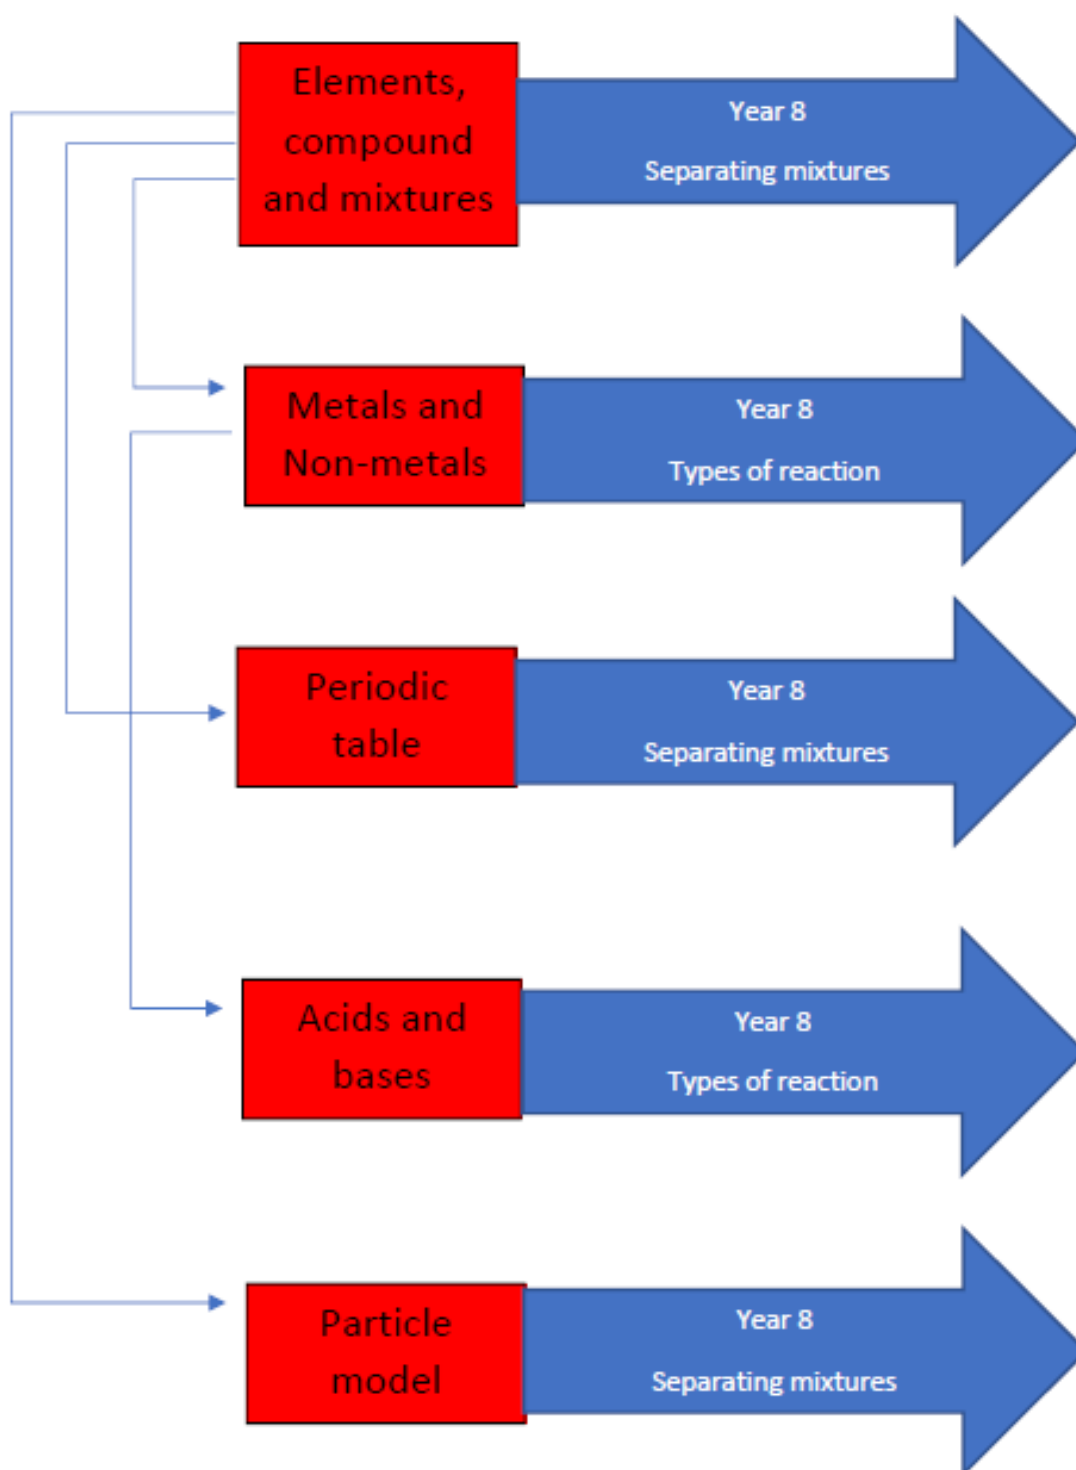 Elements,
compound
and mixtures
Year 8
Separating mixtures
Metals and
Non-metals
Year 8
Types of reaction
Periodic
table
Year 8
Separating mixtures
Acids and
bases
Year 8
Types of reaction
Particle
model
Year 8
Separating mixtures